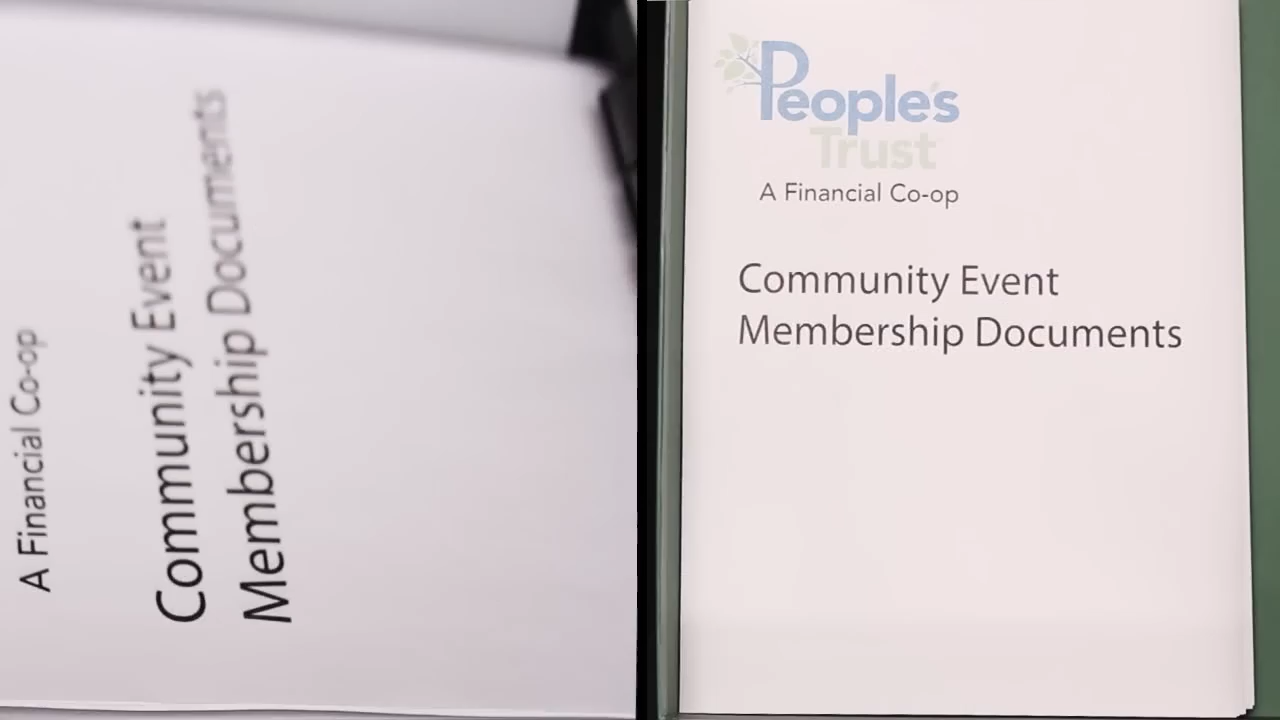 A Financial Co-op
Community Event
Membership Documents
People's
Trust
A Financial Co-op
Community Event
Membership Documents